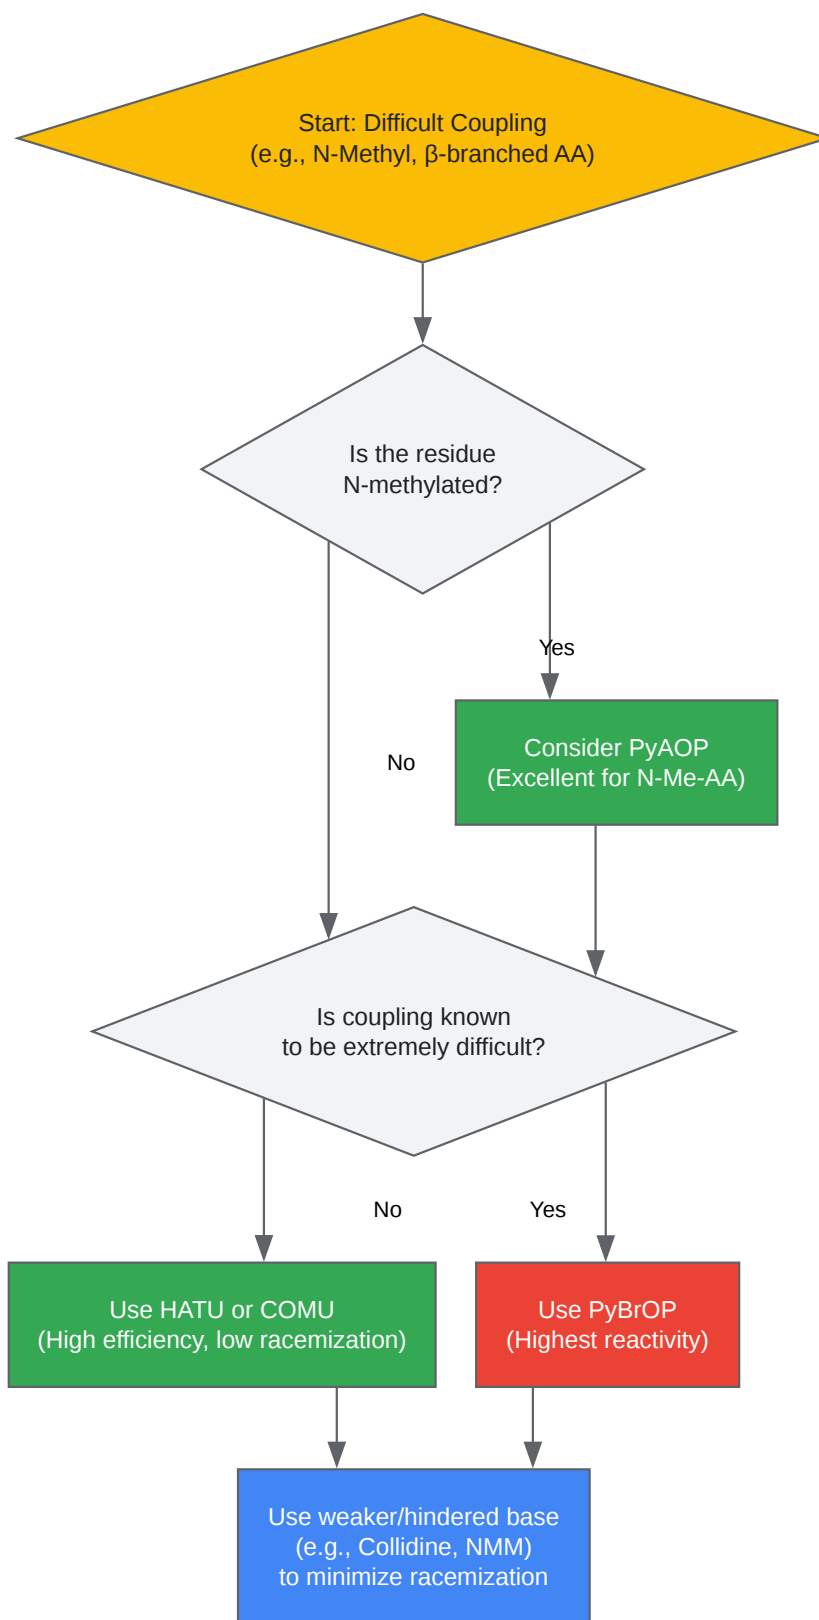 Start: Difficult Coupling
(e.g., N-Methyl, β-branched AA)
Is the residue
N-methylated?
Yes
Consider PyAOP
(Excellent for N-Me-AA)
No
Is coupling known
to be extremely difficult?
No
Yes
Use HATU or COMU
(High efficiency, low racemization)
Use PyBrOP
(Highest reactivity)
Use weaker/hindered base
(e.g., Collidine, NMM)
to minimize racemization